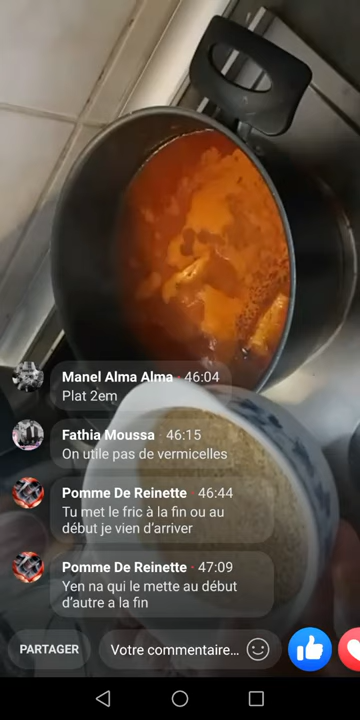 Manel Alma Alma · 46:04
Plat 2em
Fathia Moussa · 46:15
On utile pas de vermicelles
Pomme De Reinette · 46:44
Tu met le fric à la fin ou au
début je vien d'arriver
Pomme De Reinette · 47:09
Yen na qui le mette au début
d'autre a la fin
PARTAGER
Votre commentaire...